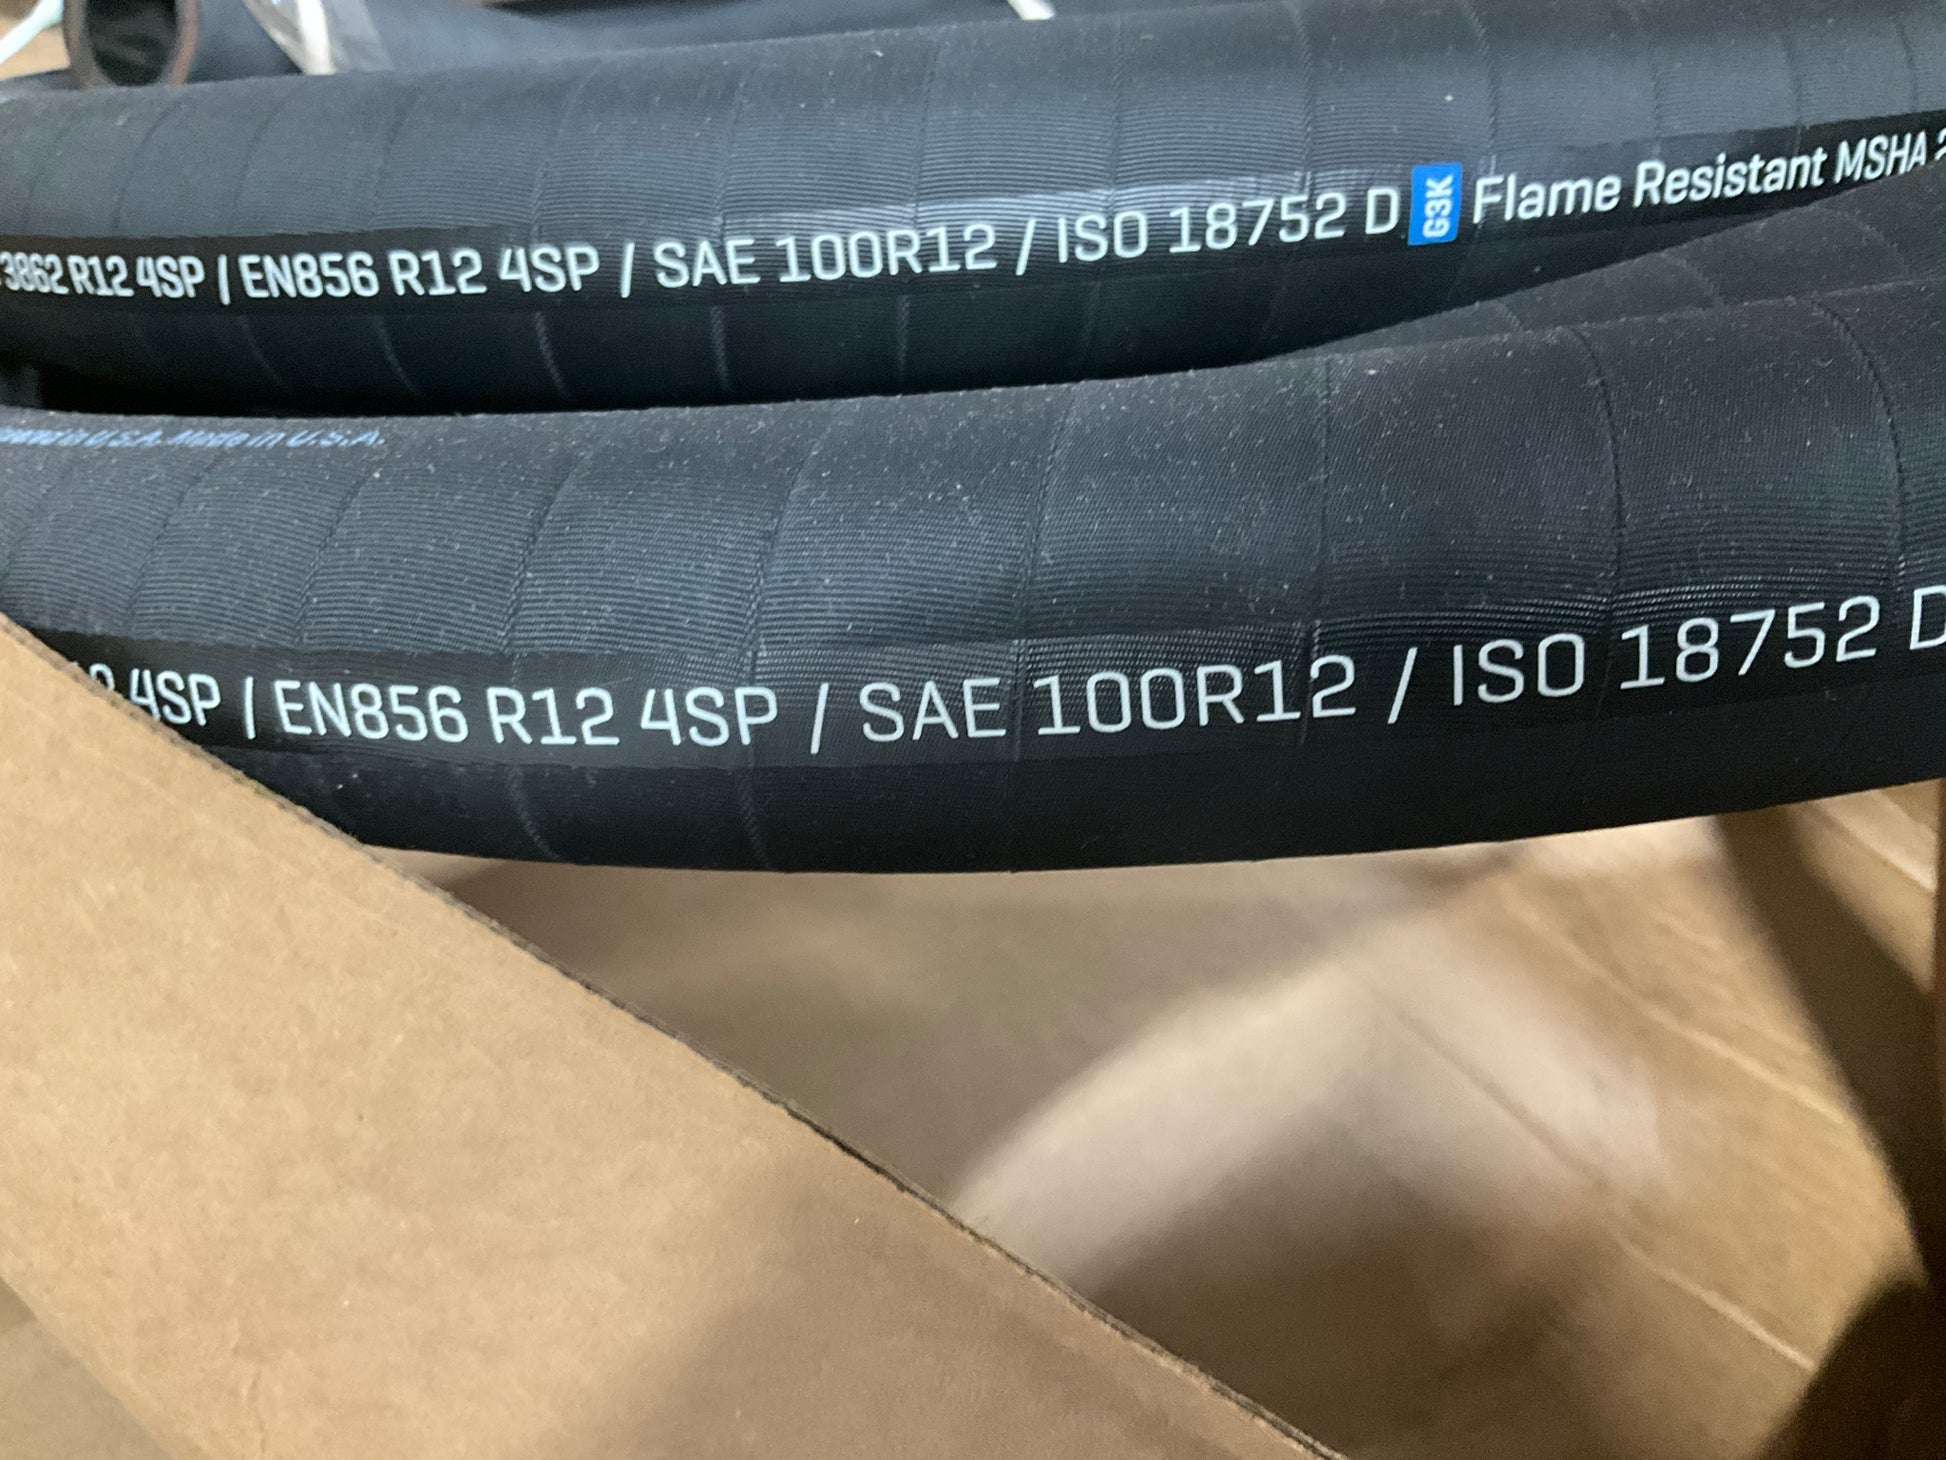 3862 R12 4SP / EN856 R12 4SP / SAE 100R12 / ISO 18752 D G3K Flame Resistant MSHA
in U.S.A. Made in U.S.A.
4SP / EN856 R12 4SP / SAE 100R12 / ISO 18752 D